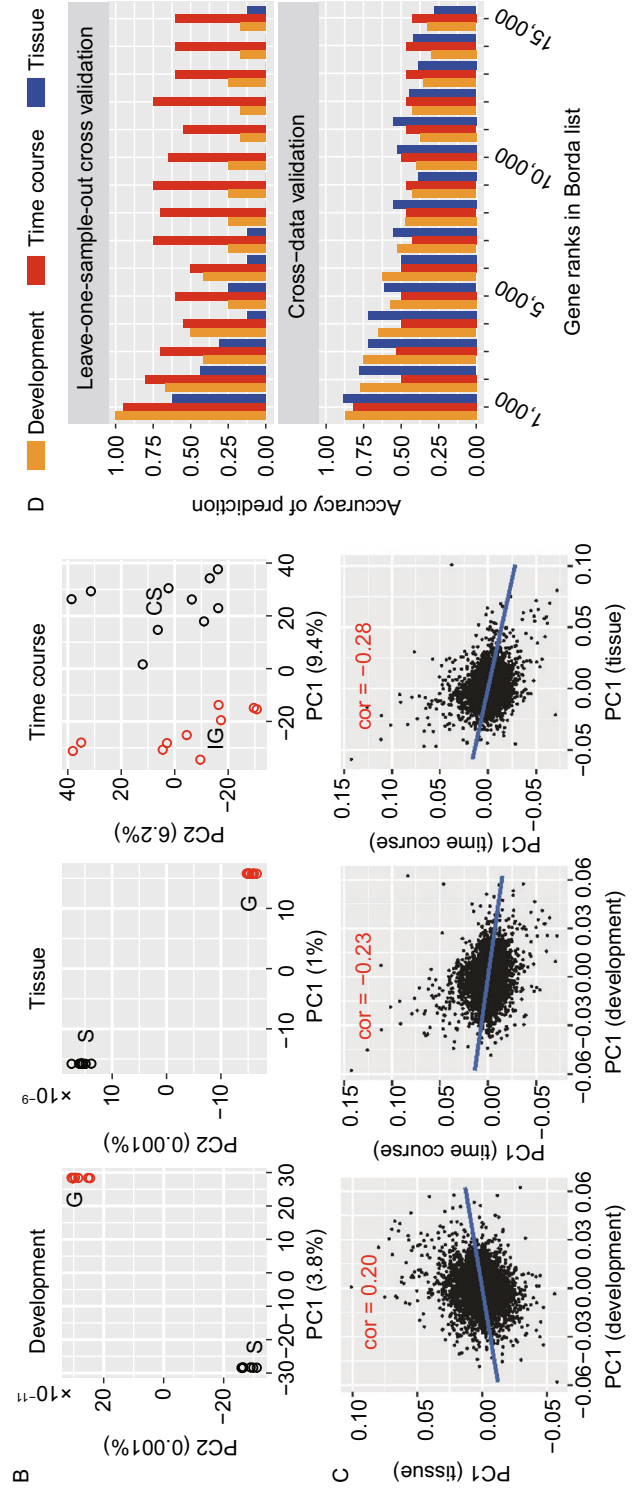 B
Development
×10⁻¹¹
PC2 (0.001%)
20
0
−20
G
S
−30
−20
−10
0
10
20
30
PC1 (3.8%)
Tissue
×10⁻⁹
PC2 (0.001%)
10
0
−10
S
G
−10
0
10
PC1 (1%)
Time course
PC2 (6.2%)
40
20
0
−20
CS
IG
−20
0
20
40
PC1 (9.4%)
C
PC1 (tissue)
0.10
0.05
0.00
−0.05
cor = 0.20
−0.06
−0.03
0.00
0.03
0.06
PC1 (development)
PC1 (time course)
0.15
0.10
0.05
0.00
−0.05
cor = −0.23
−0.06
−0.03
0.00
0.03
0.06
PC1 (development)
PC1 (time course)
0.15
0.10
0.05
0.00
−0.05
cor = −0.28
−0.05
0.00
0.05
0.10
PC1 (tissue)
D
Development
Time course
Tissue
Accuracy of prediction
Leave-one-sample-out cross validation
1.00
0.75
0.50
0.25
0.00
Cross−data validation
1.00
0.75
0.50
0.25
0.00
1,000
5,000
10,000
15,000
Gene ranks in Borda list